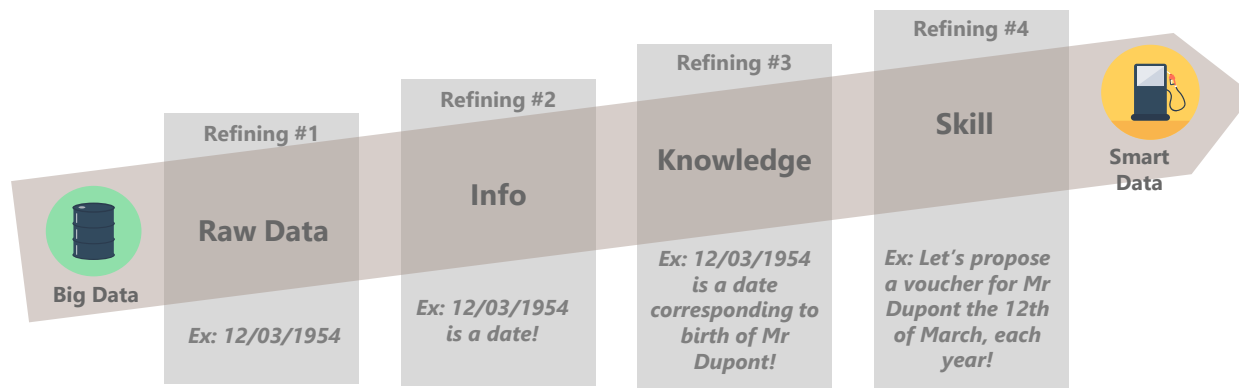 Big Data
Refining #1
Raw Data
Ex: 12/03/1954
Refining #2
Info
Ex: 12/03/1954
is a date!
Refining #3
Knowledge
Ex: 12/03/1954
is a date
corresponding to
birth of Mr
Dupont!
Refining #4
Skill
Ex: Let’s propose
a voucher for Mr
Dupont the 12th
of March, each
year!
Smart
Data